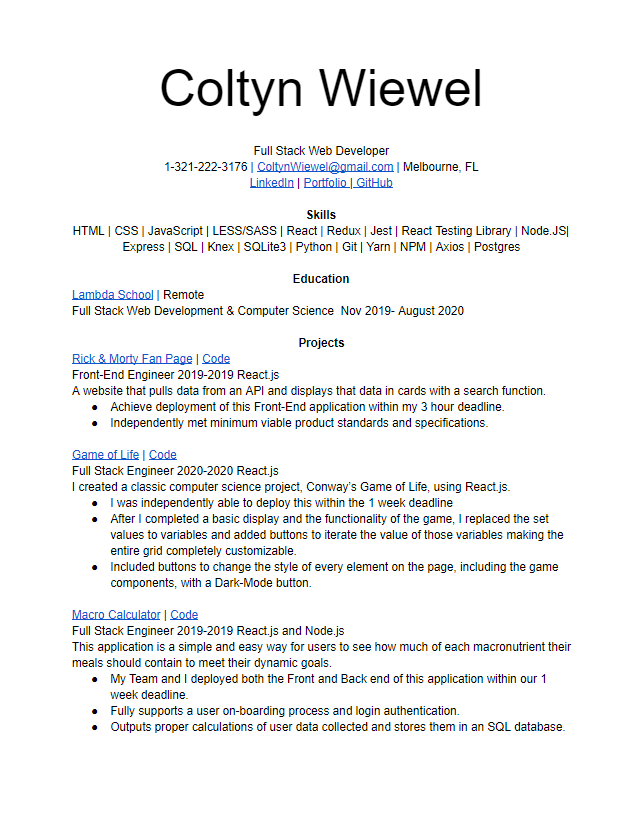 Coltyn Wiewel
Full Stack Web Developer
1-321-222-3176 | ColtynWiewel@gmail.com | Melbourne, FL
LinkedIn | Portfolio | GitHub
Skills
HTML | CSS | JavaScript | LESS/SASS | React | Redux | Jest | React Testing Library | Node.JS|
Express | SQL | Knex | SQLite3 | Python | Git | Yarn | NPM | Axios | Postgres
Education
Lambda School | Remote
Full Stack Web Development & Computer Science  Nov 2019- August 2020
Projects
Rick & Morty Fan Page | Code
Front-End Engineer 2019-2019 React.js
A website that pulls data from an API and displays that data in cards with a search function.
● Achieve deployment of this Front-End application within my 3 hour deadline.
● Independently met minimum viable product standards and specifications.
Game of Life | Code
Full Stack Engineer 2020-2020 React.js
I created a classic computer science project, Conway's Game of Life, using React.js.
● I was independently able to deploy this within the 1 week deadline
● After I completed a basic display and the functionality of the game, I replaced the set
values to variables and added buttons to iterate the value of those variables making the
entire grid completely customizable.
● Included buttons to change the style of every element on the page, including the game
components, with a Dark-Mode button.
Macro Calculator | Code
Full Stack Engineer 2019-2019 React.js and Node.js
This application is a simple and easy way for users to see how much of each macronutrient their
meals should contain to meet their dynamic goals.
● My Team and I deployed both the Front and Back end of this application within our 1
week deadline.
● Fully supports a user on-boarding process and login authentication.
● Outputs proper calculations of user data collected and stores them in an SQL database.